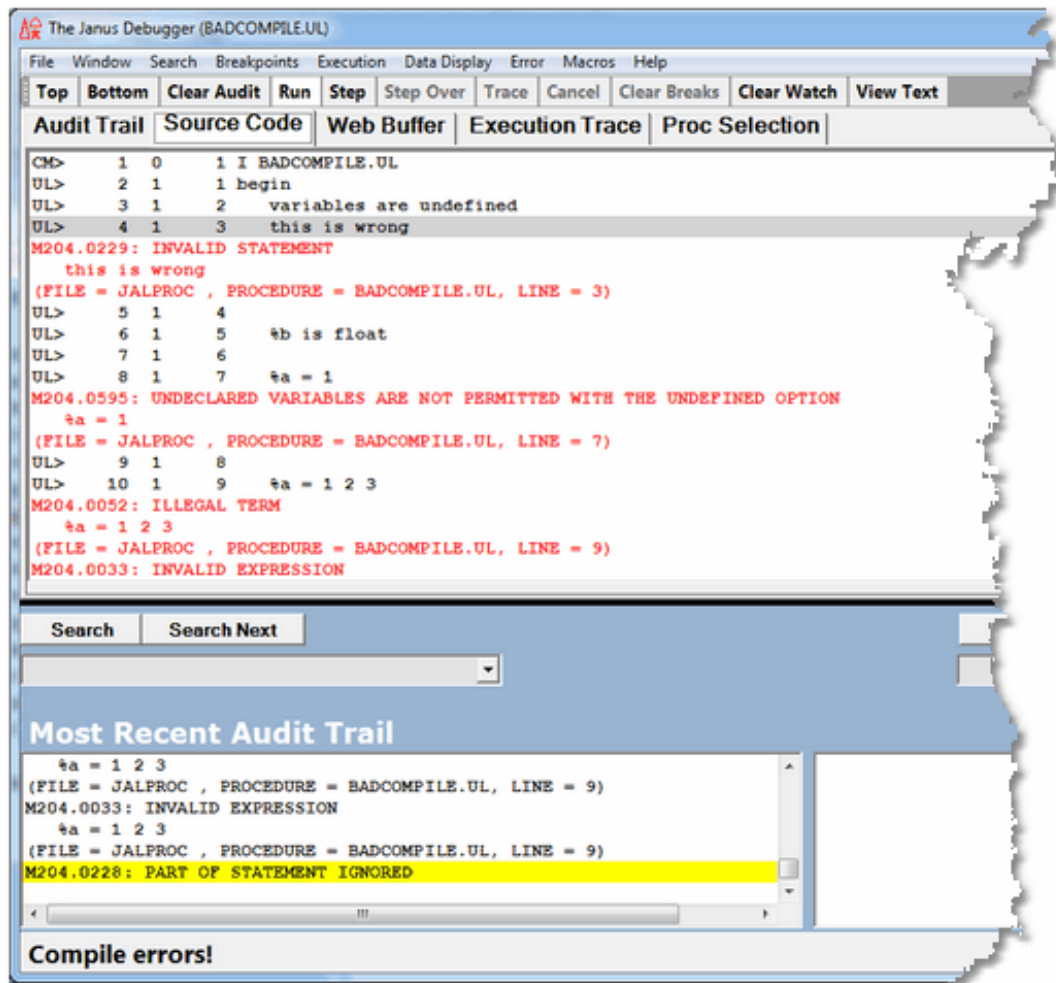 The Janus Debugger (BADCOMPILE.UL)
File Window Search Breakpoints Execution Data Display Error Macros Help
Top Bottom Clear Audit Run Step Step Over Trace Cancel Clear Breaks Clear Watch View Text
Audit Trail Source Code Web Buffer Execution Trace Proc Selection
CM> 1 0 1 I BADCOMPILE.UL
UL> 2 1 1 begin
UL> 3 1 2 variables are undefined
UL> 4 1 3 this is wrong
M204.0229: INVALID STATEMENT
this is wrong
(FILE = JALPROC , PROCEDURE = BADCOMPILE.UL, LINE = 3)
UL> 5 1 4
UL> 6 1 5 %b is float
UL> 7 1 6
UL> 8 1 7 %a = 1
M204.0595: UNDECLARED VARIABLES ARE NOT PERMITTED WITH THE UNDEFINED OPTION
%a = 1
(FILE = JALPROC , PROCEDURE = BADCOMPILE.UL, LINE = 7)
UL> 9 1 8
UL> 10 1 9 %a = 1 2 3
M204.0052: ILLEGAL TERM
%a = 1 2 3
(FILE = JALPROC , PROCEDURE = BADCOMPILE.UL, LINE = 9)
M204.0033: INVALID EXPRESSION
Search Search Next
Most Recent Audit Trail
%a = 1 2 3
(FILE = JALPROC , PROCEDURE = BADCOMPILE.UL, LINE = 9)
M204.0033: INVALID EXPRESSION
%a = 1 2 3
(FILE = JALPROC , PROCEDURE = BADCOMPILE.UL, LINE = 9)
M204.0228: PART OF STATEMENT IGNORED
Compile errors!